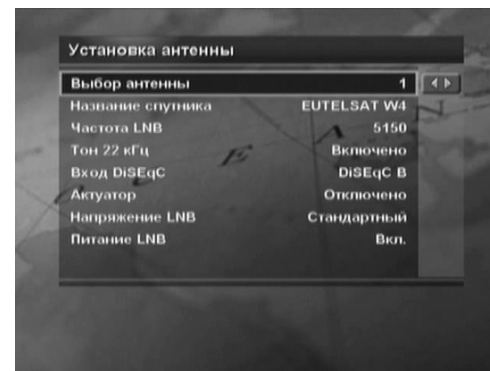 Установка антенны
Выбор антенны 1
Название спутника EUTELSAT W4
Частота LNB 5150
Тон 22 кГц Включено
Вход DiSEqC DiSEqC B
Актуатор Отключено
Напряжение LNB Стандартный
Питание LNB Вкл.